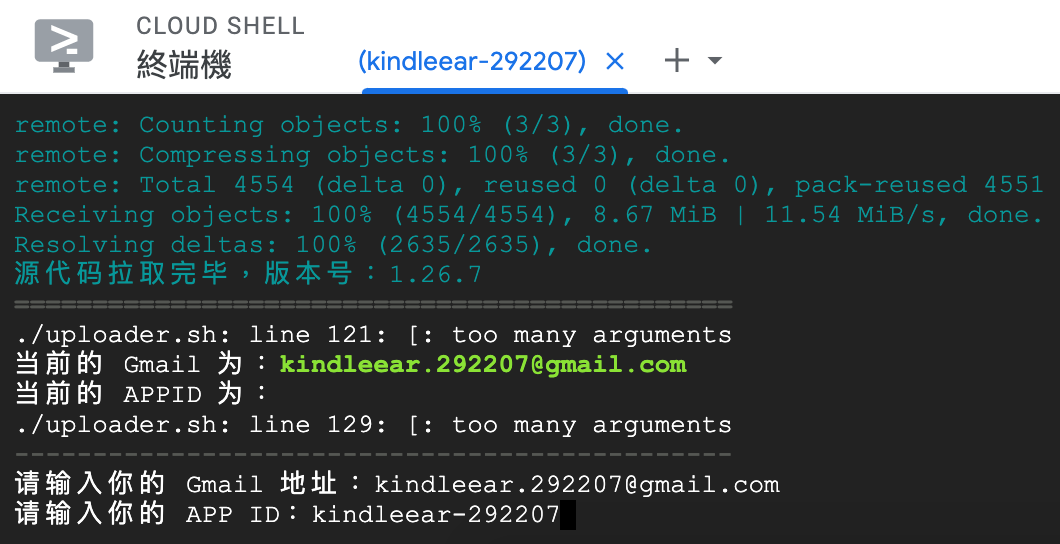 CLOUD SHELL
終端機
(kindleear-292207)
remote: Counting objects: 100% (3/3), done.
remote: Compressing objects: 100% (3/3), done.
remote: Total 4554 (delta 0), reused 0 (delta 0), pack-reused 4551
Receiving objects: 100% (4554/4554), 8.67 MiB | 11.54 MiB/s, done.
Resolving deltas: 100% (2635/2635), done.
源代码拉取完毕，版本号：1.26.7
==============================================
./uploader.sh: line 121: [: too many arguments
当前的 Gmail 为：kindleear.292207@gmail.com
当前的 APPID 为：
./uploader.sh: line 129: [: too many arguments
----------------------------------------------
请输入你的 Gmail 地址：kindleear.292207@gmail.com
请输入你的 APP ID：kindleear-292207